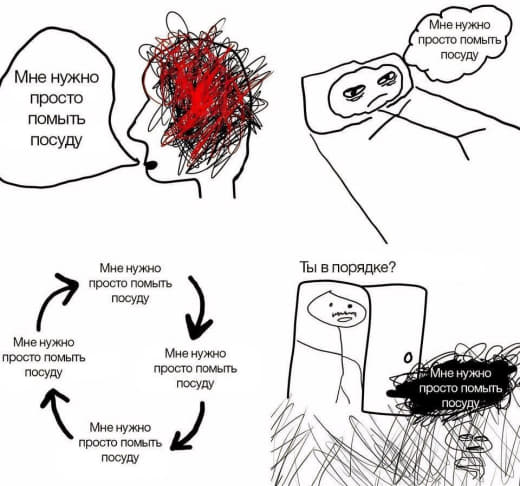 Мне нужно
просто
помыть
посуду
Мне нужно
просто помыть
посуду
Мне нужно
просто помыть
посуду
Мне нужно
просто помыть
посуду
Мне нужно
просто помыть
посуду
Мне нужно
просто помыть
посуду
Ты в порядке?
Мне нужно
просто помыть
посуду